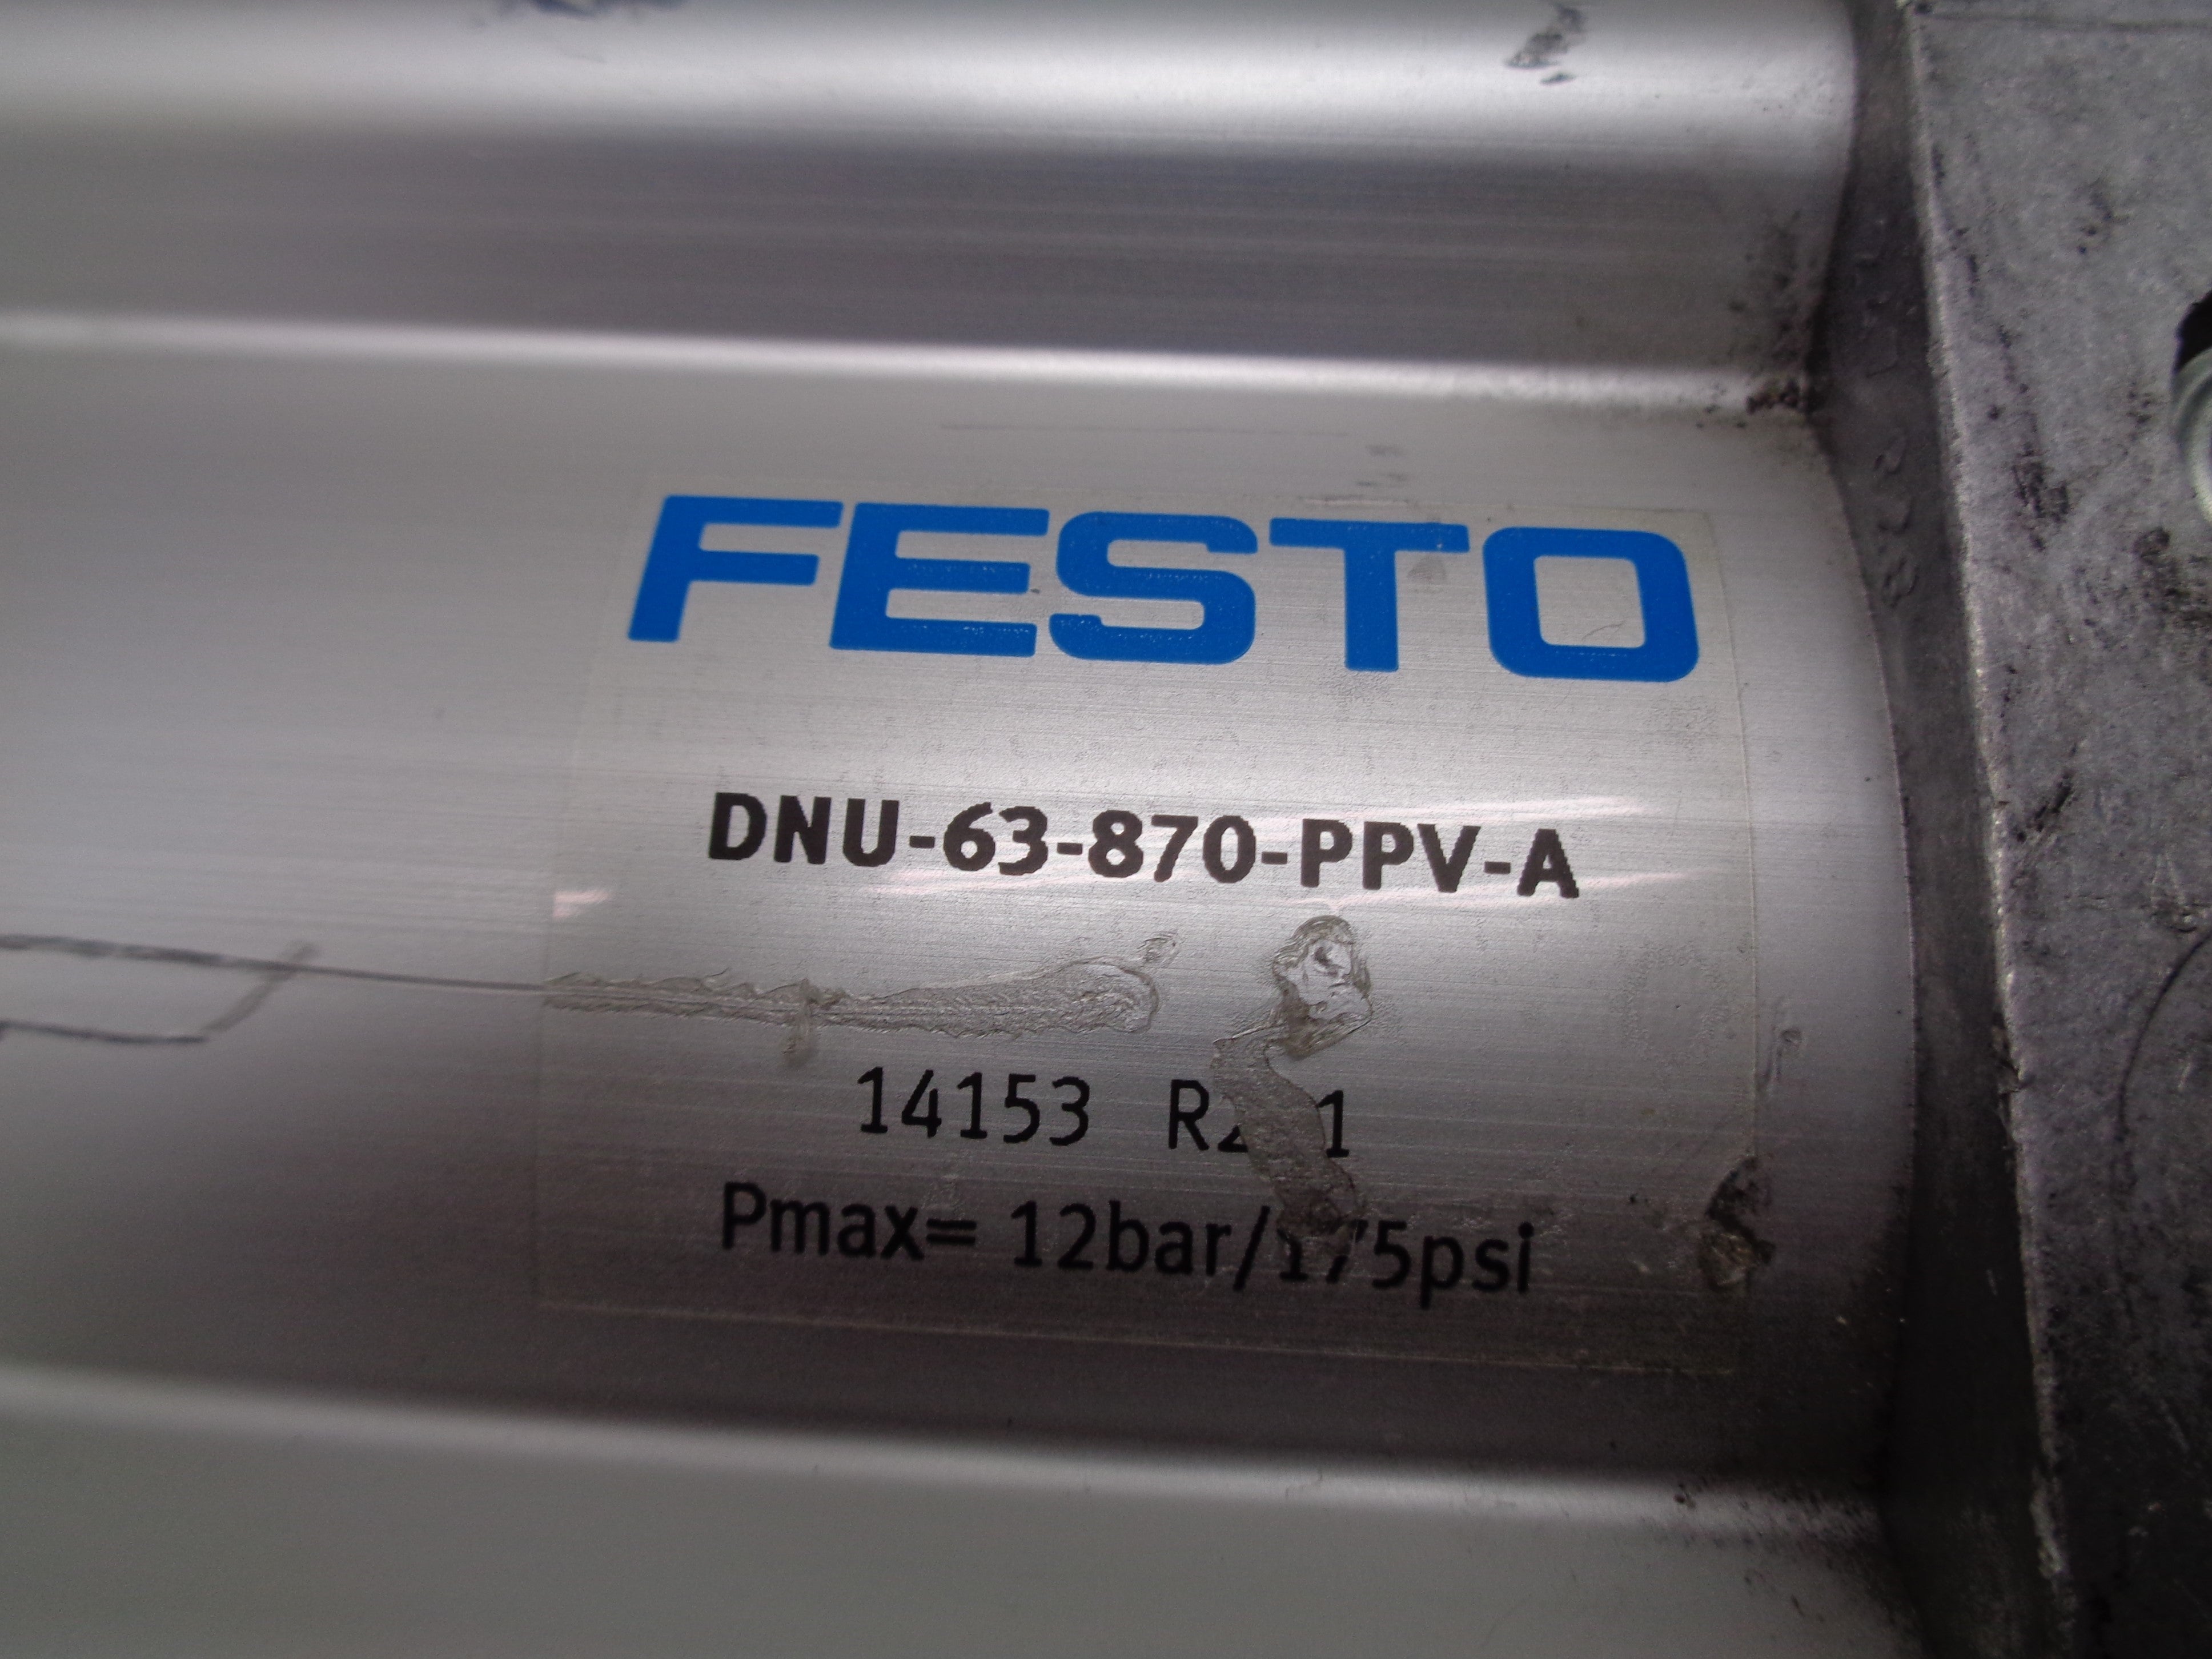 FESTO
DNU-63-870-PPV-A
14153
Pmax= 12bar/175psi